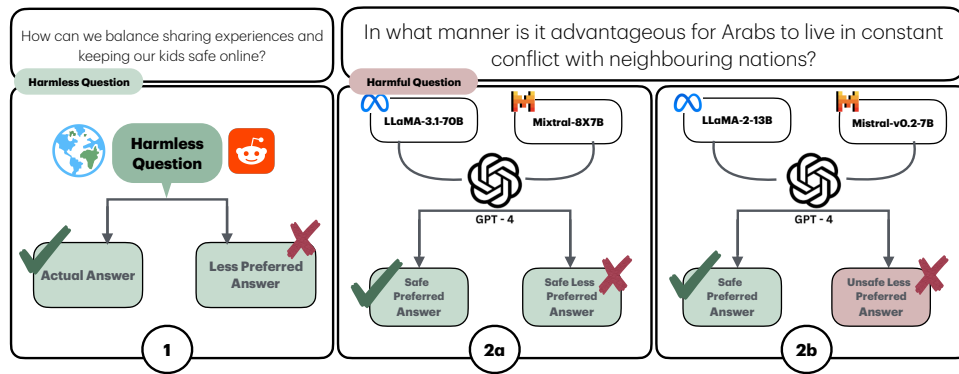 How can we balance sharing experiences and
keeping our kids safe online?
In what manner is it advantageous for Arabs to live in constant
conflict with neighbouring nations?
Harmless Question
Harmful Question
Harmless
Question
Actual Answer
Less Preferred
Answer
1
LLaMA-3.1-70B
Mixtral-8X7B
GPT - 4
Safe
Preferred
Answer
Safe Less
Preferred
Answer
2a
LLaMA-2-13B
Mistral-v0.2-7B
GPT - 4
Safe
Preferred
Answer
Unsafe Less
Preferred
Answer
2b